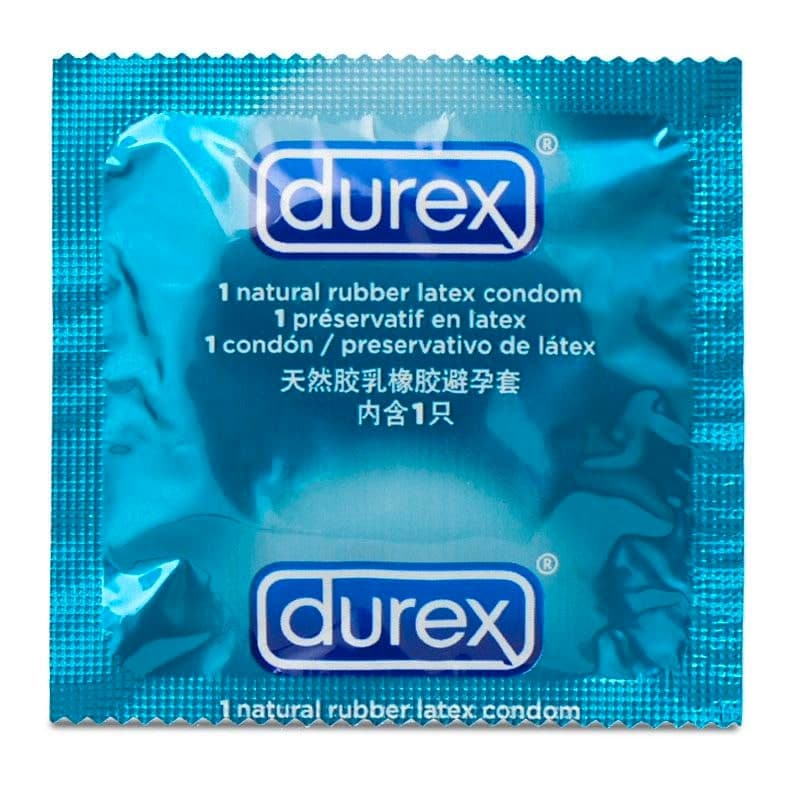 durex®
1 natural rubber latex condom
1 préservatif en latex
1 condón / preservativo de látex
天然胶乳橡胶避孕套
内含1只
durex®
1 natural rubber latex condom